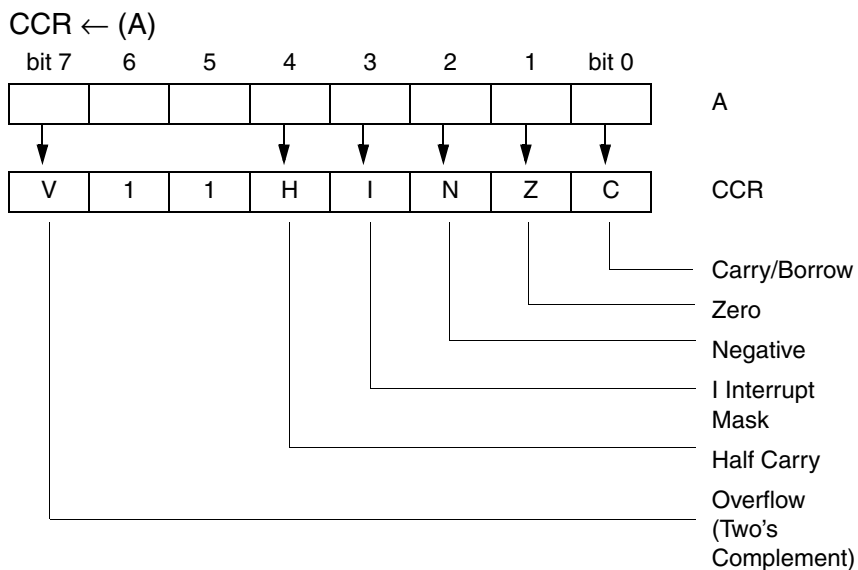 CCR ← (A)
bit 7 6 5 4 3 2 1 bit 0
A
V 1 1 H I N Z C CCR
Carry/Borrow
Zero
Negative
I Interrupt
Mask
Half Carry
Overflow
(Two's
Complement)